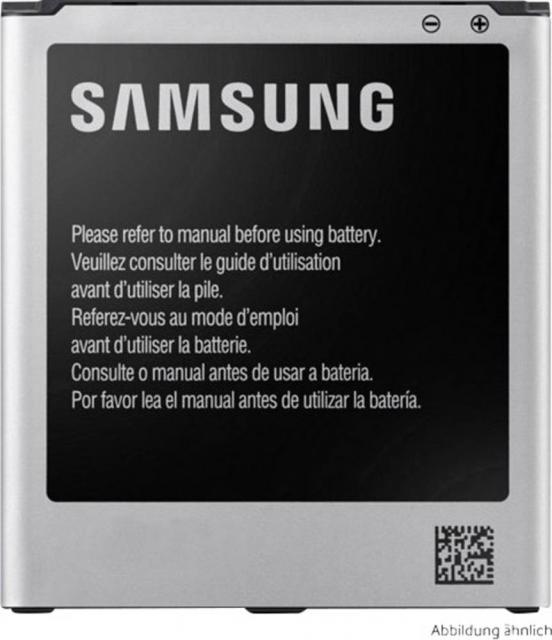 SAMSUNG
Please refer to manual before using battery.
Veuillez consulter le guide d'utilisation
avant d'utiliser la pile.
Referez-vous au mode d'emploi
avant d'utiliser la batterie.
Consulte o manual antes de usar a bateria.
Por favor lea el manual antes de utilizar la batería.
Abbildung ähnlich